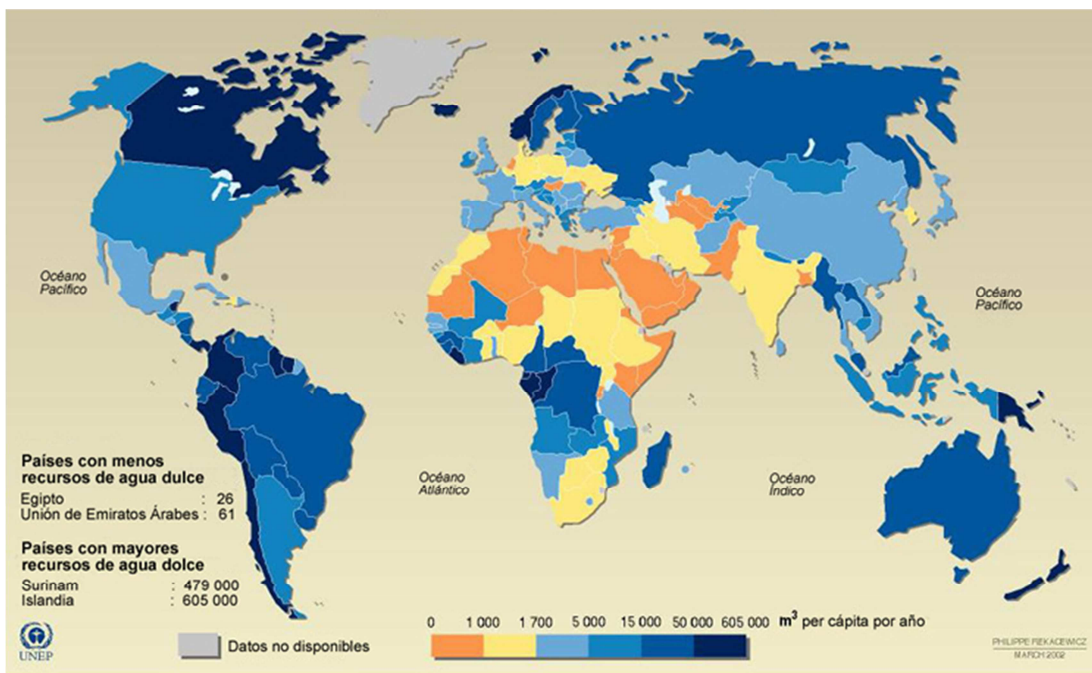 Océano
Pacífico
Océano
Pacífico
Océano
Atlántico
Océano
Índico
Países con menos
recursos de agua dulce
Egipto : 26
Unión de Emiratos Árabes : 61
Países con mayores
recursos de agua dolce
Surinam : 479 000
Islandia : 605 000
0 1 000 1 700 5 000 15 000 50 000 605 000 m³ per cápita por año
Datos no disponibles
UNEP
PHILIPPE REKACEWICZ
MARCH 2002